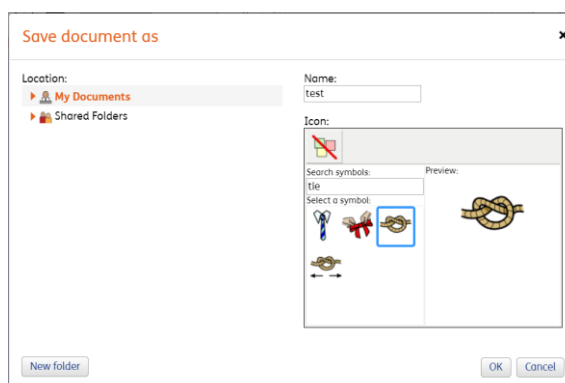 Save document as
Location:
My Documents
Shared Folders
Name:
test
Icon:
Search symbols:
tie
Select a symbol:
Preview:
New folder
OK
Cancel